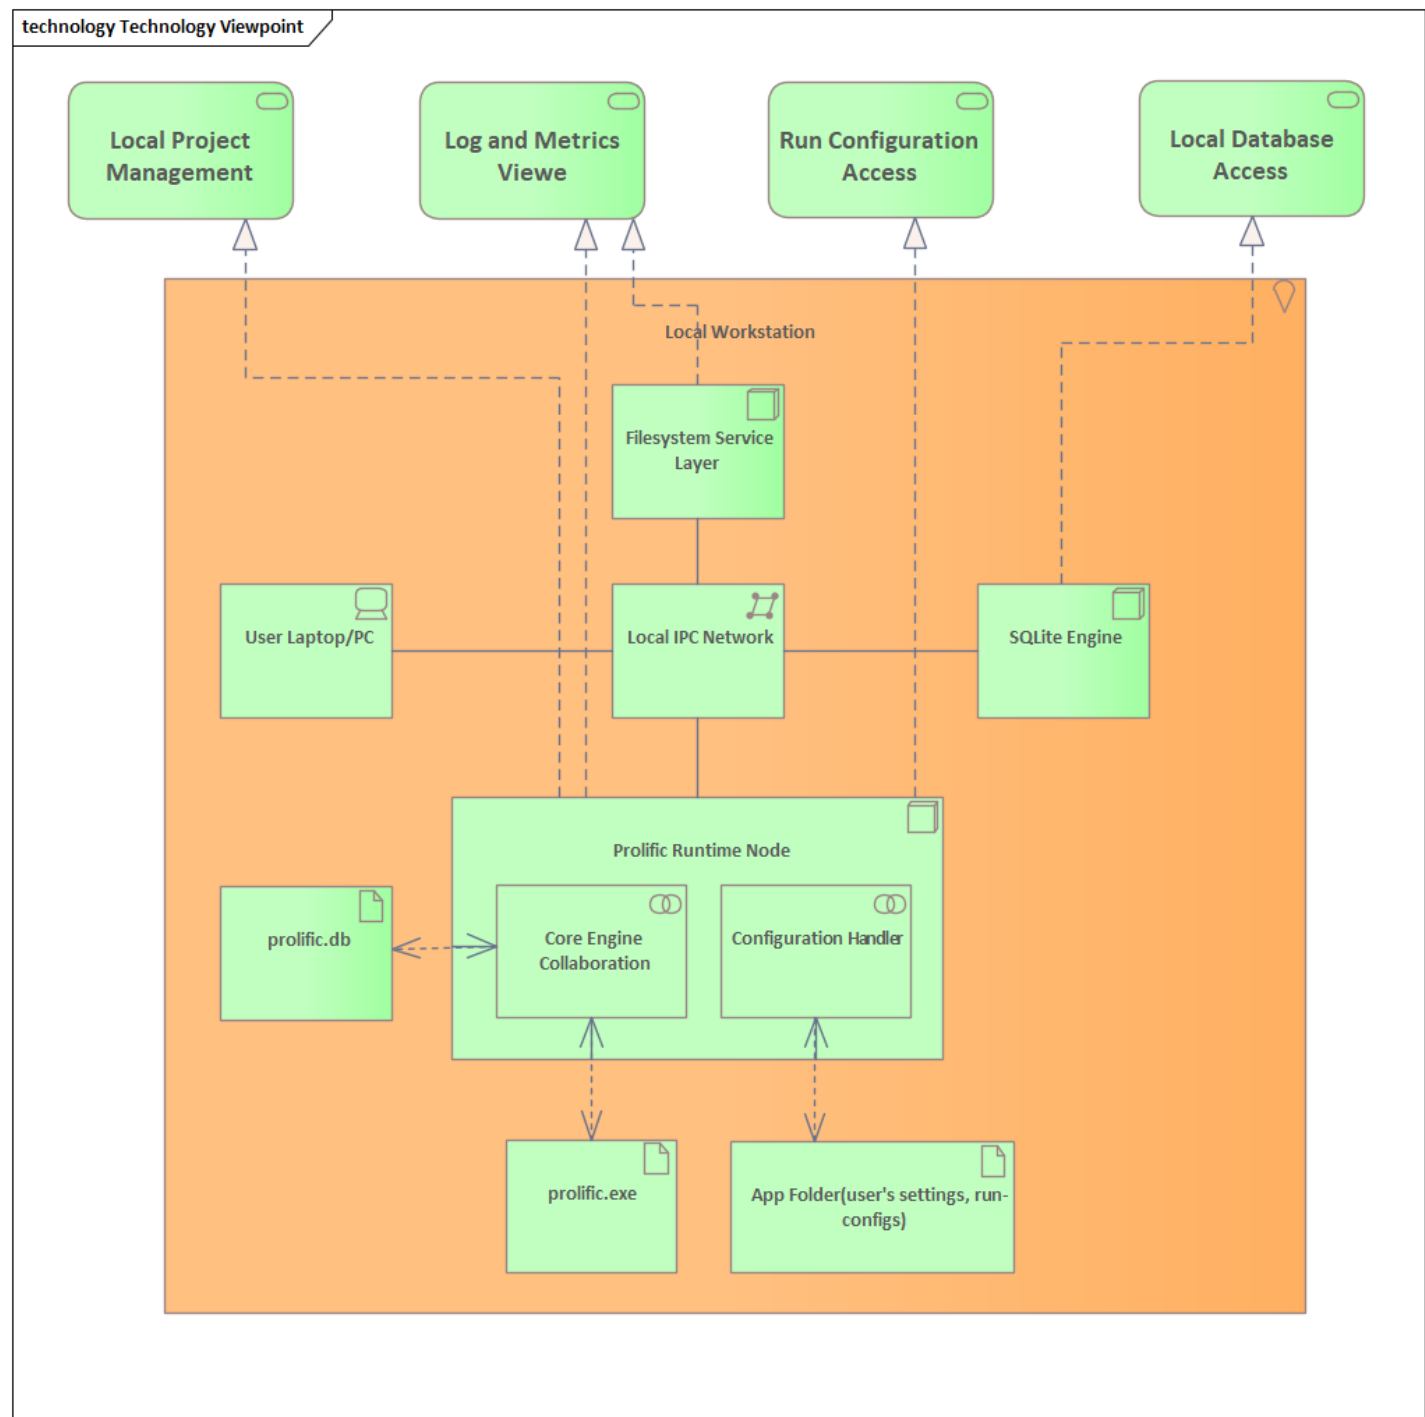 technology Technology Viewpoint
Local Project
Management
Log and Metrics
Viewe
Run Configuration
Access
Local Database
Access
Local Workstation
Filesystem Service
Layer
User Laptop/PC
Local IPC Network
SQLite Engine
Prolific Runtime Node
prolific.db
Core Engine
Collaboration
Configuration Handler
prolific.exe
App Folder(user's settings, run-
configs)